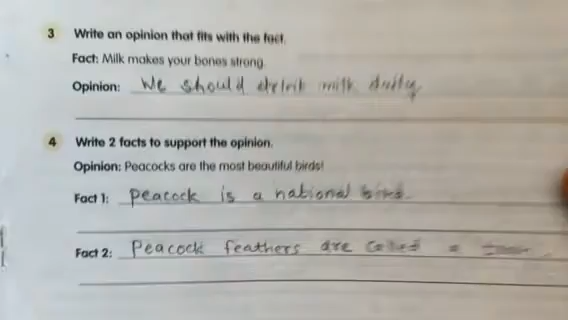 3 Write an opinion that fits with the fact.
Fact: Milk makes your bones strong.
Opinion: We should drink milk daily
4 Write 2 facts to support the opinion.
Opinion: Peacocks are the most beautiful birds!
Fact 1: Peacock is a national bird.
Fact 2: Peacock feathers are